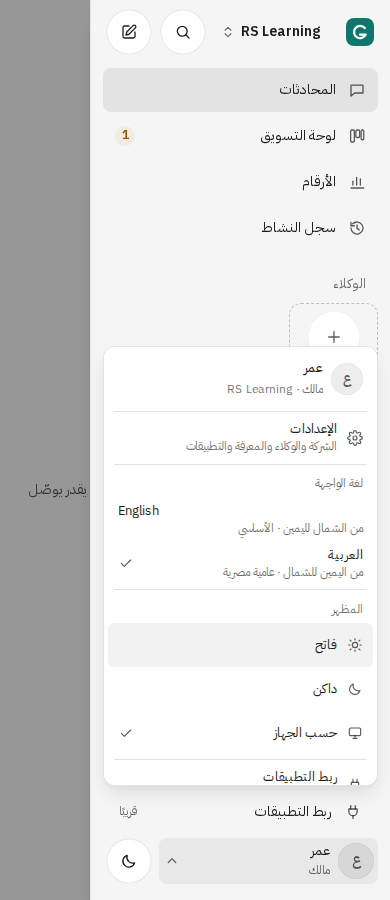 RS Learning
المحادثات
لوحة التسويق
1
الأرقام
سجل النشاط
الوكلاء
ع
عمر
مالك · RS Learning
الإعدادات
الشركة والوكلاء والمعرفة والتطبيقات
لغة الواجهة
English
من الشمال لليمين · الأساسي
العربية
من اليمين للشمال · عامية مصرية
يقدر يوصّل
المظهر
فاتح
داكن
حسب الجهاز
ربط التطبيقات
ربط التطبيقات
قريبًا
ع
عمر
مالك